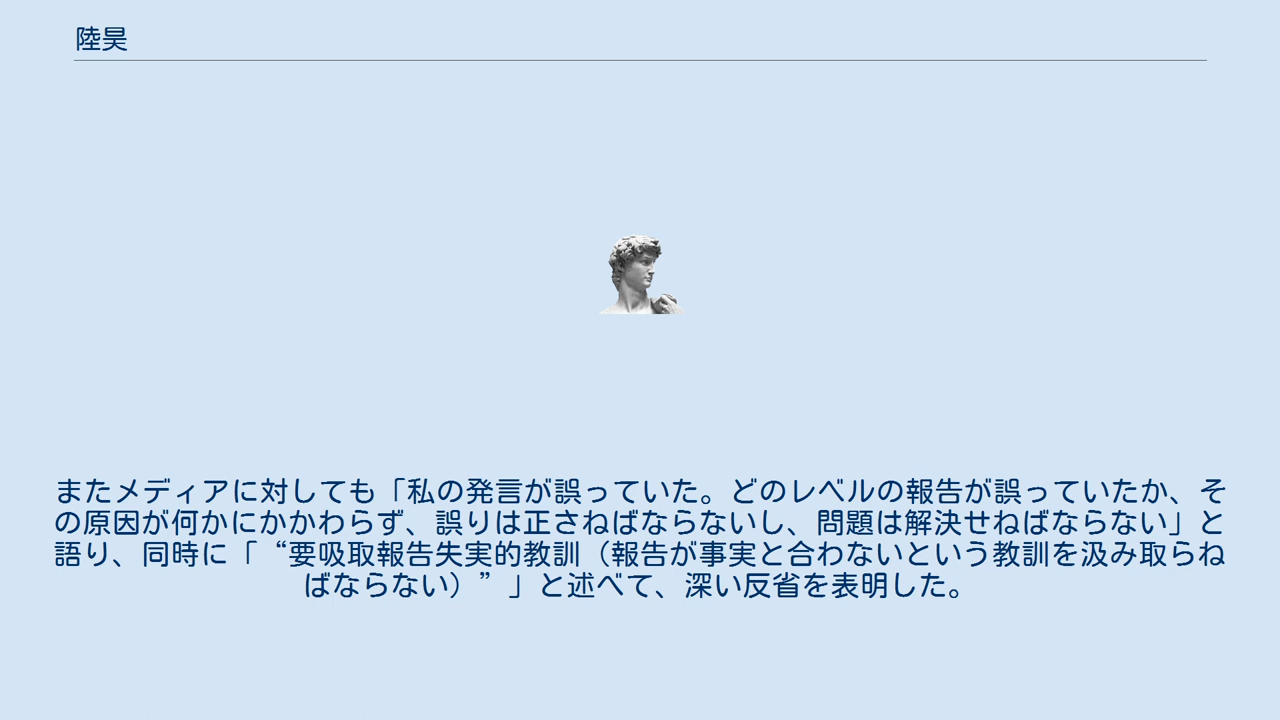 陸昊
またメディアに対しても「私の発言が誤っていた。どのレベルの報告が誤っていたか、そ
の原因が何かにかかわらず、誤りは正さねばならないし、問題は解決せねばならない」と
語り、同時に「“要吸取報告失実的教訓（報告が事実と合わないという教訓を汲み取らね
ばならない）”」と述べて、深い反省を表明した。